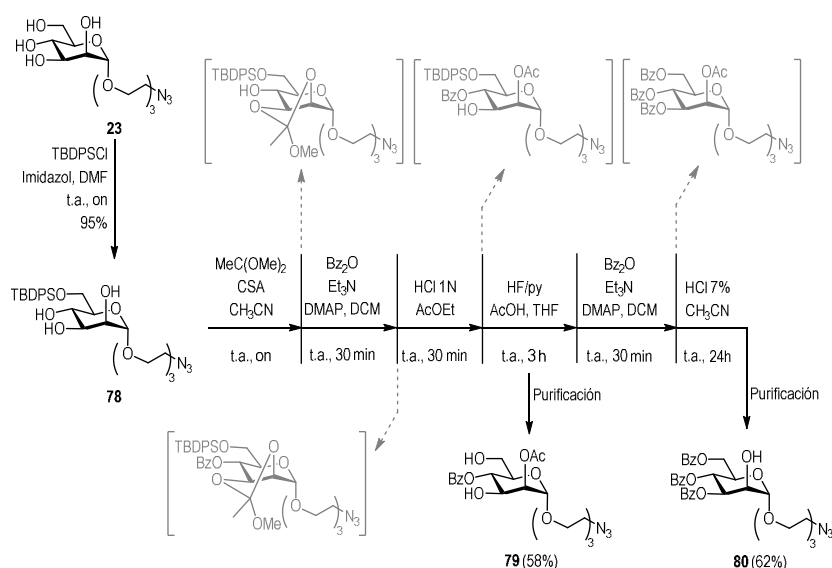 HO OH
HO O
HO
O N₃
( )₃
23
TBDPSCl
Imidazol, DMF
t.a., on
95%
TBDPSO OH
HO O
HO
O N₃
( )₃
78
TBDPSO O
HO O
O
O N₃
OMe ( )₃
TBDPSO OAc
BzO O
HO
O N₃
( )₃
BzO OAc
BzO O
BzO
O N₃
( )₃
MeC(OMe)₂
CSA
CH₃CN
t.a., on
Bz₂O
Et₃N
DMAP, DCM
t.a., 30 min
HCl 1N
AcOEt
t.a., 30 min
HF/py
AcOH, THF
t.a., 3 h
Bz₂O
Et₃N
DMAP, DCM
t.a., 30 min
HCl 7%
CH₃CN
t.a., 24h
Purificación
Purificación
TBDPSO O
BzO O
O
O N₃
OMe ( )₃
HO OAc
BzO O
HO
O N₃
( )₃
79 (58%)
BzO OH
BzO O
BzO
O N₃
( )₃
80 (62%)